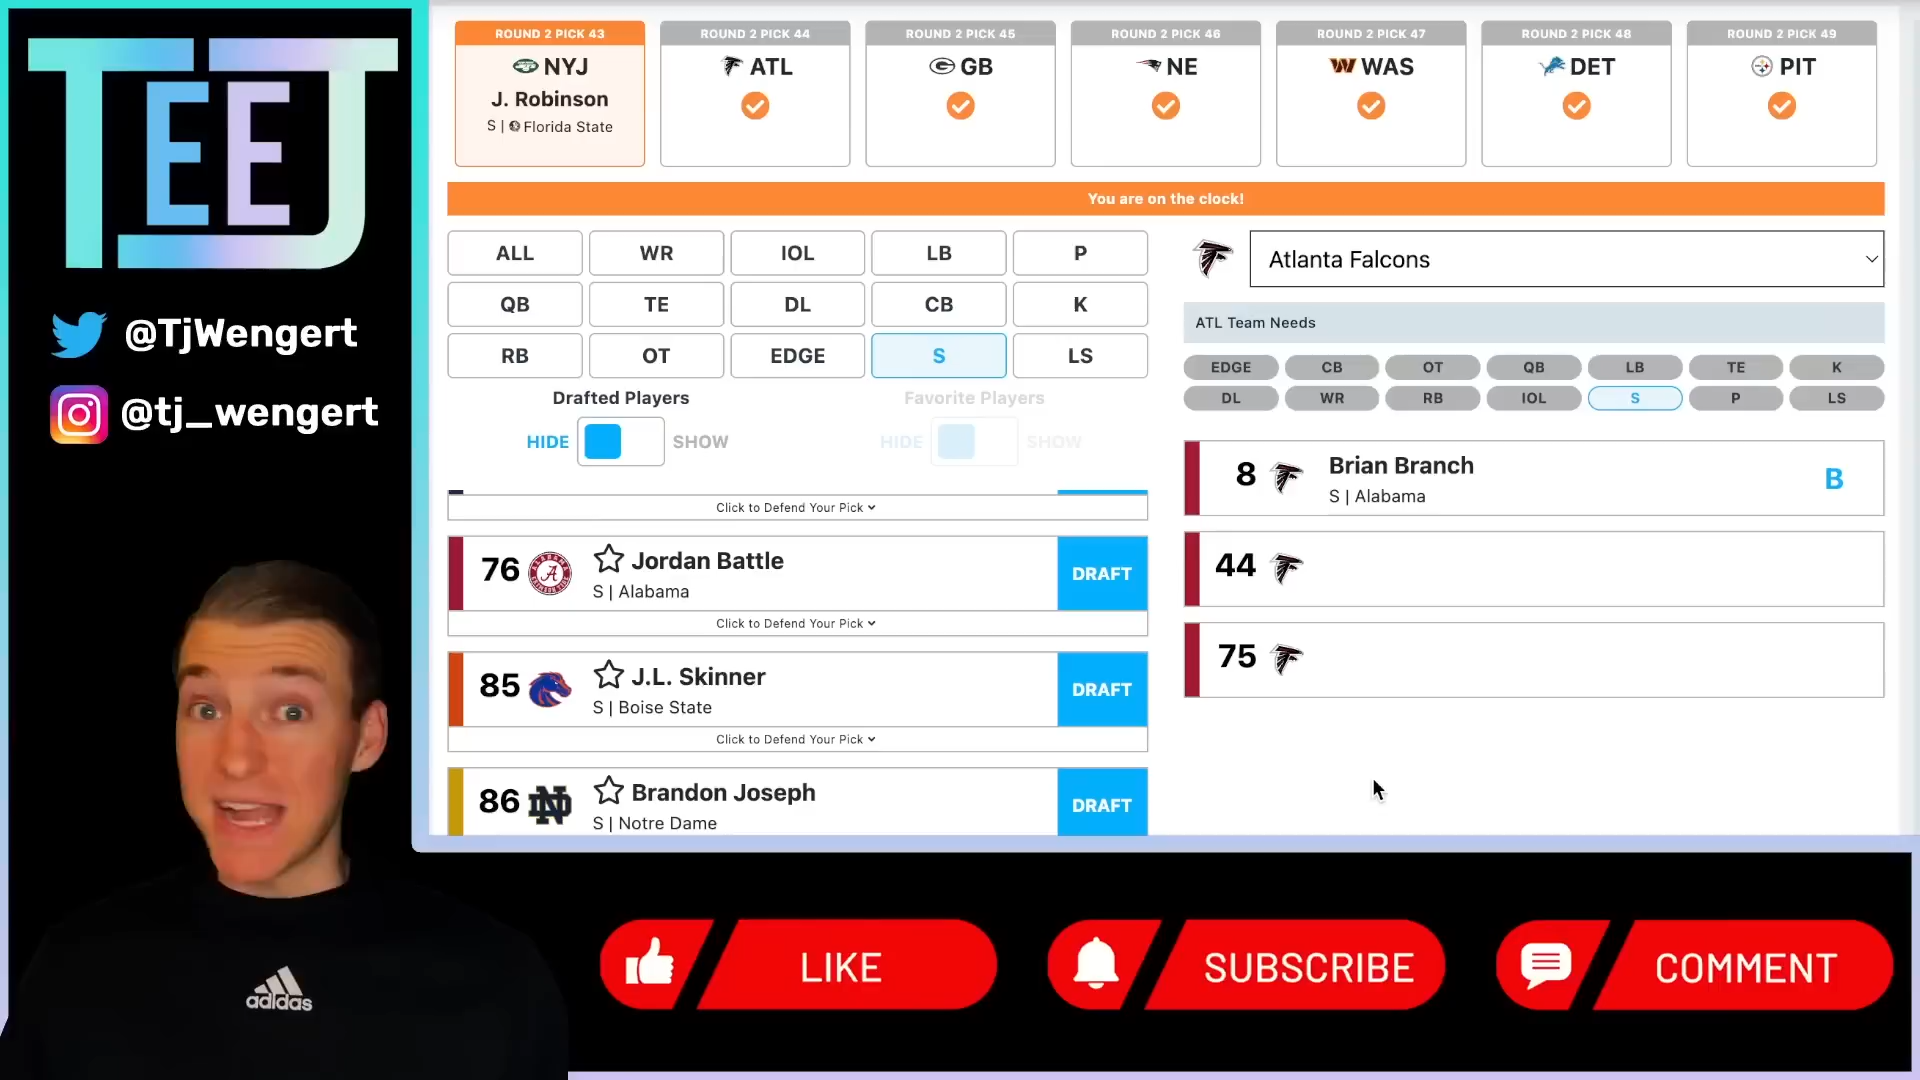 TEEJ
@TjWengert
@tj_wengert
adidas
ROUND 2 PICK 43
NYJ
J. Robinson
S | Florida State
ROUND 2 PICK 44
ATL
ROUND 2 PICK 45
GB
ROUND 2 PICK 46
NE
ROUND 2 PICK 47
WAS
ROUND 2 PICK 48
DET
ROUND 2 PICK 49
PIT
You are on the clock!
ALL WR IOL LB P
QB TE DL CB K
RB OT EDGE S LS
Drafted Players
HIDE SHOW
Favorite Players
HIDE SHOW
Click to Defend Your Pick
76 Jordan Battle
S | Alabama
DRAFT
Click to Defend Your Pick
85 J.L. Skinner
S | Boise State
DRAFT
Click to Defend Your Pick
86 ND Brandon Joseph
S | Notre Dame
DRAFT
Atlanta Falcons
ATL Team Needs
EDGE CB OT QB LB TE K
DL WR RB IOL S P LS
8 Brian Branch
S | Alabama
B
44
75
LIKE
SUBSCRIBE
COMMENT